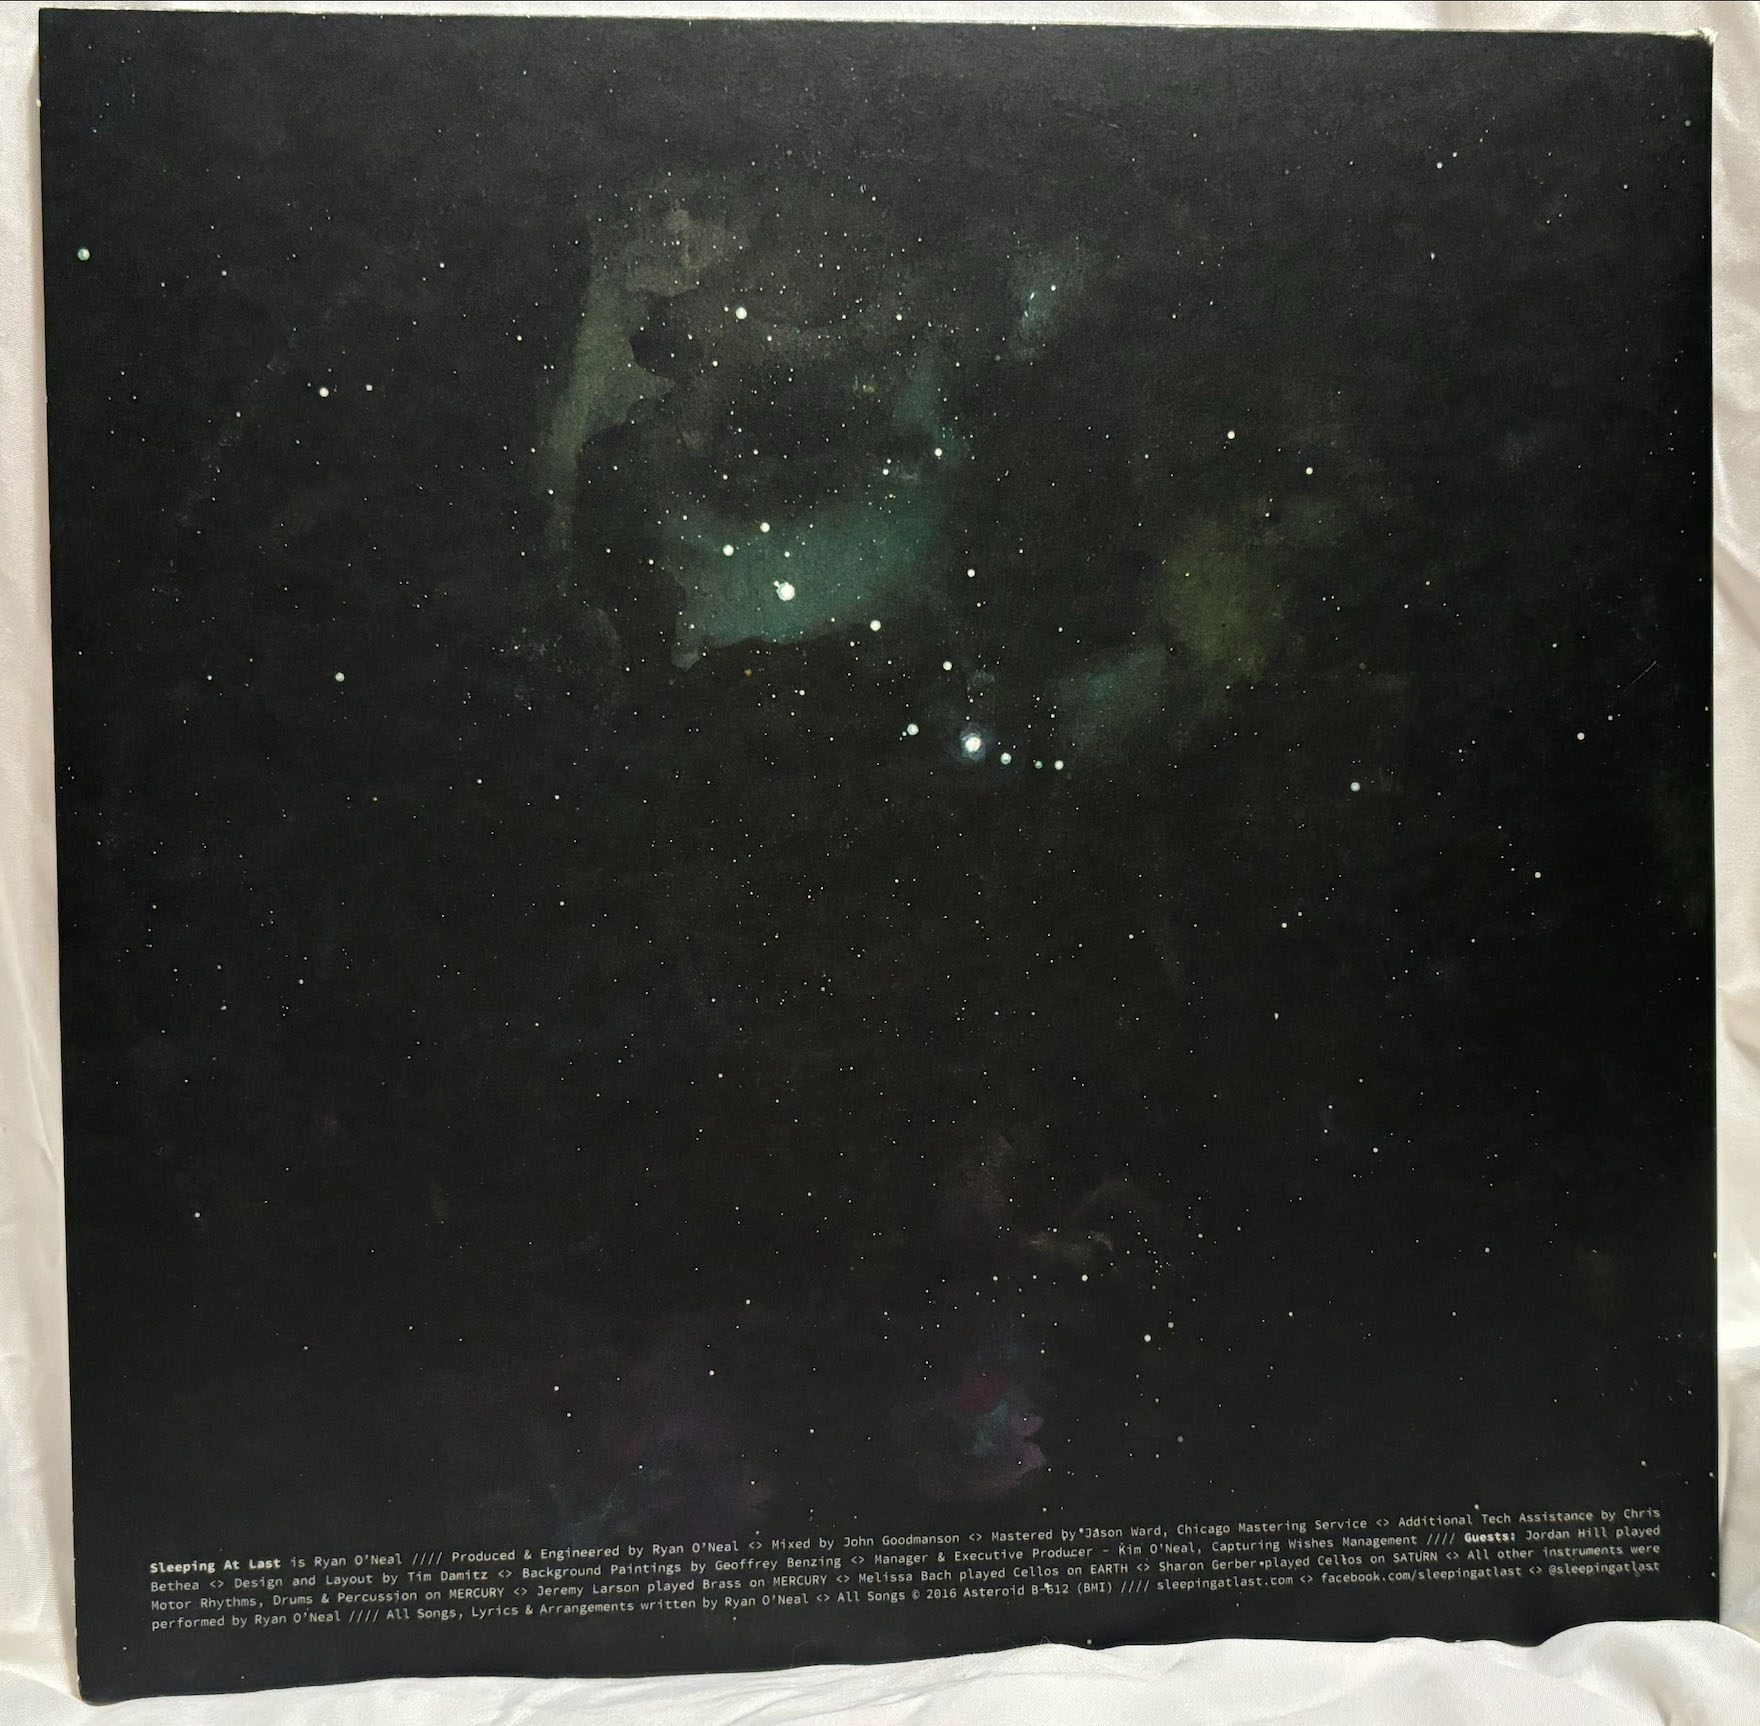 Sleeping At Last is Ryan O'Neal //// Produced & Engineered by Ryan O'Neal <> Mixed by John Goodmanson <> Mastered by Jason Ward, Chicago Mastering Service <> Additional Tech Assistance by Chris
Bethea <> Design and Layout by Tim Damitz <> Background Paintings by Geoffrey Benzing <> Manager & Executive Producer - Kim O'Neal, Capturing Wishes Management //// Guests: Jordan Hill played
Motor Rhythms, Drums & Percussion on MERCURY <> Jeremy Larson played Brass on MERCURY <> Melissa Bach played Cellos on EARTH <> Sharon Gerber played Cellos on SATURN <> All other instruments were
performed by Ryan O'Neal //// All Songs, Lyrics & Arrangements written by Ryan O'Neal <> All Songs © 2016 Asteroid B-612 (BMI) //// sleepingatlast.com <> facebook.com/sleepingatlast <> @sleepingatlast